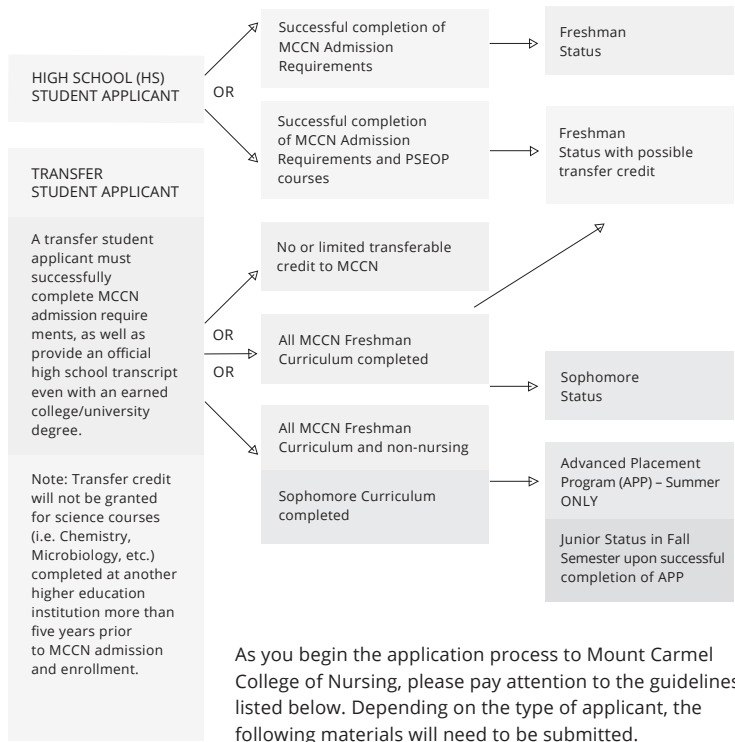 HIGH SCHOOL (HS)
STUDENT APPLICANT
OR
Successful completion of
MCCN Admission
Requirements
Freshman
Status
Successful completion
of MCCN Admission
Requirements and PSEOP
courses
Freshman
Status with possible
transfer credit
TRANSFER
STUDENT APPLICANT
A transfer student
applicant must
successfully
complete MCCN
admission require
ments, as well as
provide an official
high school transcript
even with an earned
college/university
degree.
Note: Transfer credit
will not be granted
for science courses
(i.e. Chemistry,
Microbiology, etc.)
completed at another
higher education
institution more than
five years prior
to MCCN admission
and enrollment.
OR
OR
No or limited transferable
credit to MCCN
All MCCN Freshman
Curriculum completed
Sophomore
Status
All MCCN Freshman
Curriculum and non-nursing
Sophomore Curriculum
completed
Advanced Placement
Program (APP) – Summer
ONLY
Junior Status in Fall
Semester upon successful
completion of APP
As you begin the application process to Mount Carmel
College of Nursing, please pay attention to the guidelines
listed below. Depending on the type of applicant, the
following materials will need to be submitted.